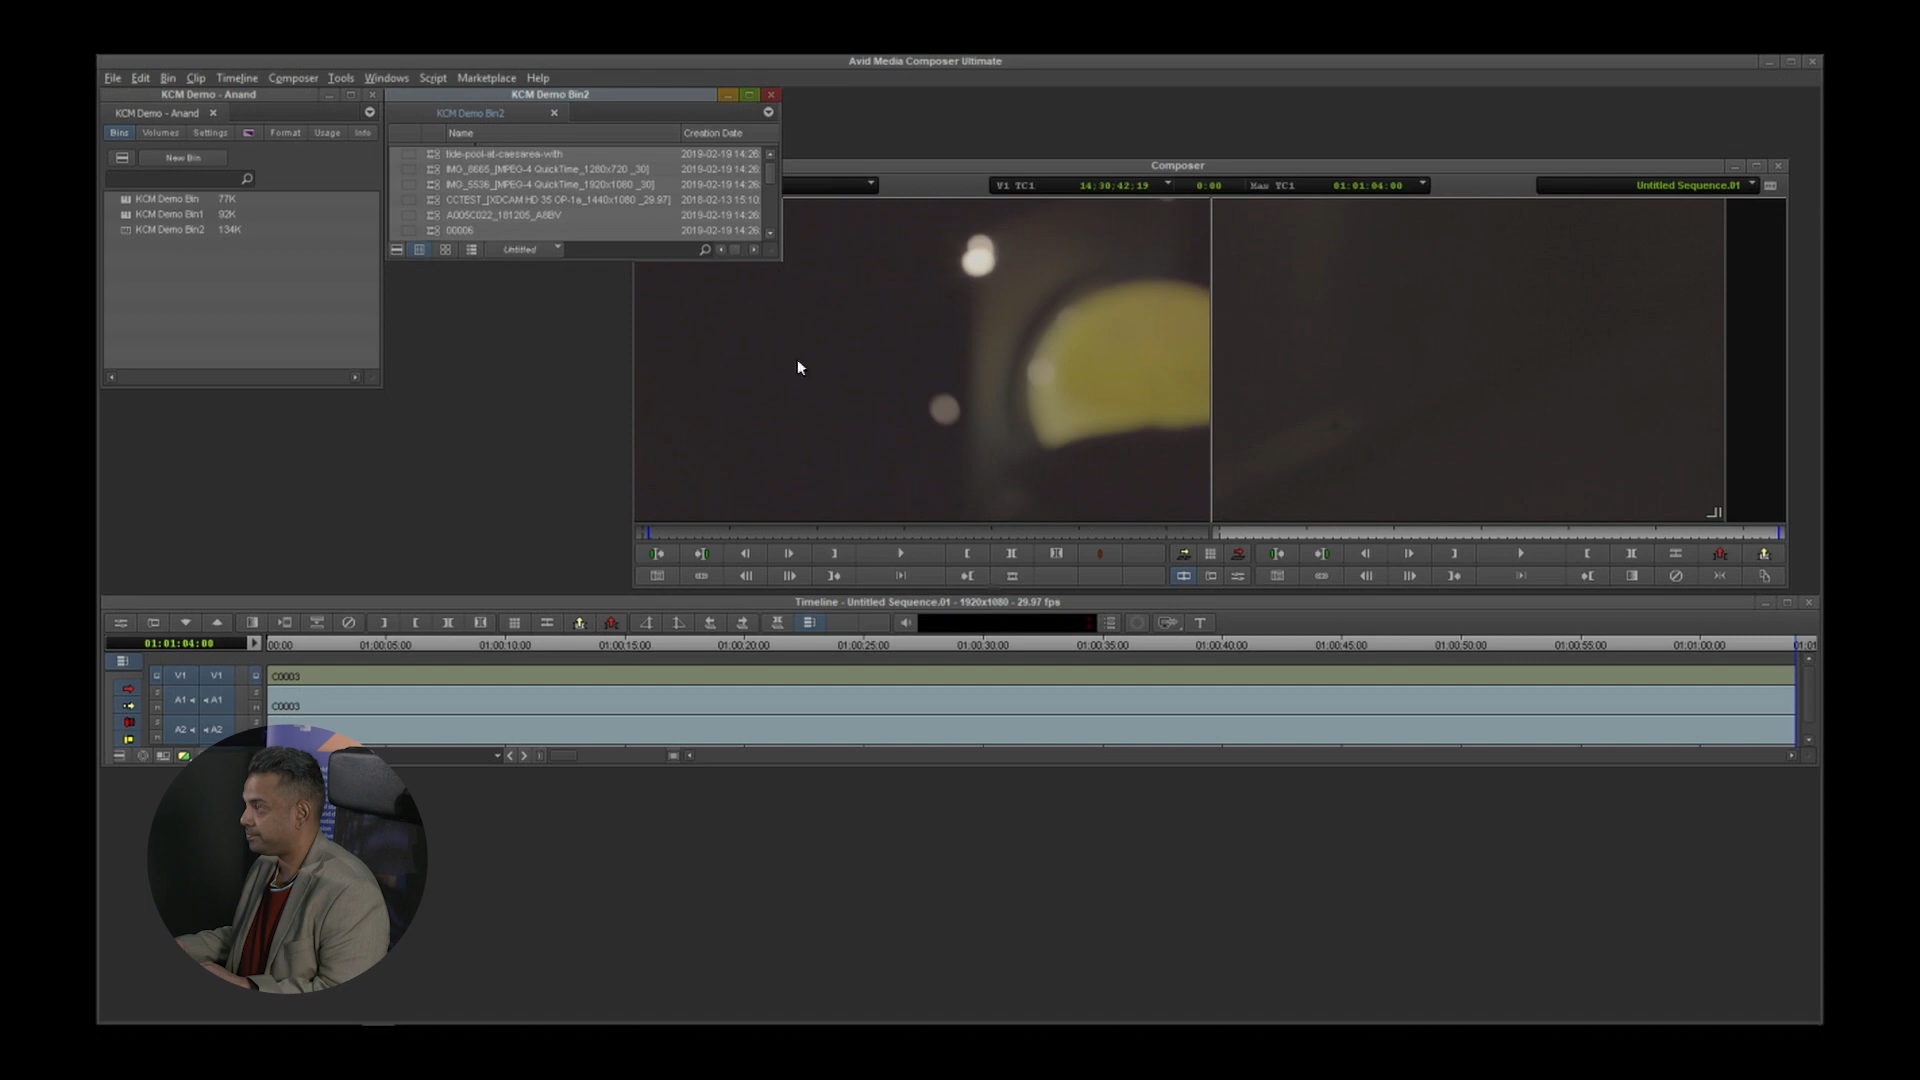 Avid Media Composer Ultimate
File Edit Bin Clip Timeline Composer Tools Windows Script Marketplace Help
KCM Demo - Anand
KCM Demo - Anand
Bins Volumes Settings Format Usage Info
New Bin
KCM Demo Bin 77K
KCM Demo Bin1 92K
KCM Demo Bin2 134K
KCM Demo Bin2
KCM Demo Bin2
Name Creation Date
tide-pool-at-caesarea-with 2019-02-19 14:26:
IMG_6665_[MPEG-4 QuickTime_1280x720 _30] 2019-02-19 14:26:
IMG_5536_[MPEG-4 QuickTime_1920x1080 _30] 2019-02-19 14:26:
CCTEST_[XDCAM HD 35 OP-1a_1440x1080 _29.97] 2018-02-13 15:10:
A005C022_181205_A8BV 2019-02-19 14:26:
00006 2019-02-19 14:26:
Untitled
Composer
V1 TC1 14;30;42;19 0:00 Mas TC1 01:01:04:00 Untitled Sequence.01
Timeline - Untitled Sequence.01 - 1920x1080 - 29.97 fps
01:01:04:00 00:00 01:00:05:00 01:00:10:00 01:00:15:00 01:00:20:00 01:00:25:00 01:00:30:00 01:00:35:00 01:00:40:00 01:00:45:00 01:00:50:00 01:00:55:00 01:01:00:00 01:01
V1 V1 C0003
A1 A1 C0003
A2 A2